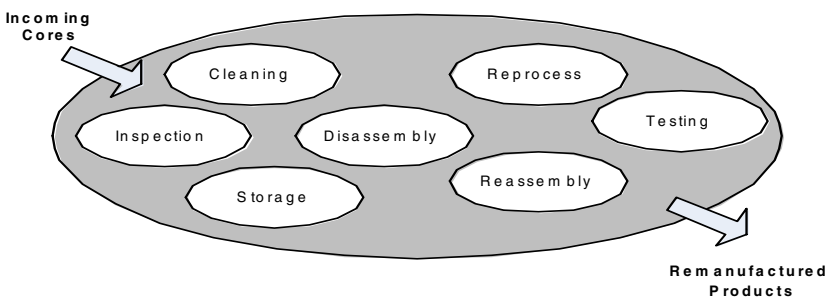 Incoming
Cores
Cleaning
Reprocess
Testing
Inspection
Disassembly
Reassembly
Storage
Remanufactured
Products